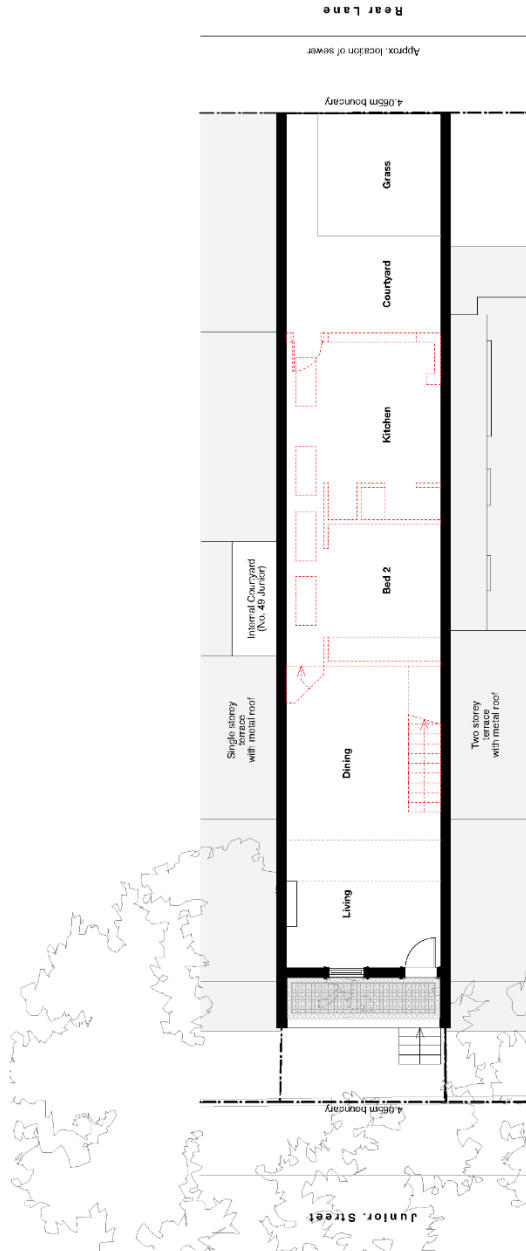 Rear Lane
Approx. location of sewer
4.065m boundary
Grass
Courtyard
Kitchen
Internal Courtyard
(No. 49 Junior)
Bed 2
Single storey
terrace
with metal roof
Two storey
terrace
with metal roof
Dining
Living
4.065m boundary
Junior. Street